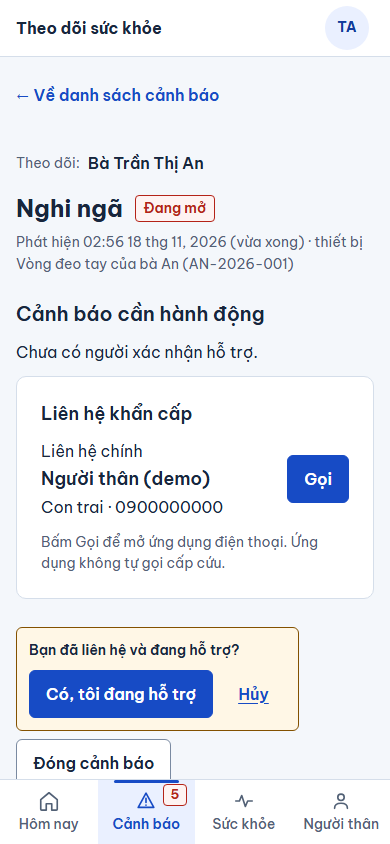 Theo dõi sức khỏe
TA
← Về danh sách cảnh báo
Theo dõi: Bà Trần Thị An
Nghi ngã Đang mở
Phát hiện 02:56 18 thg 11, 2026 (vừa xong) · thiết bị
Vòng đeo tay của bà An (AN-2026-001)
Cảnh báo cần hành động
Chưa có người xác nhận hỗ trợ.
Liên hệ khẩn cấp
Liên hệ chính
Người thân (demo)
Con trai · 0900000000
Gọi
Bấm Gọi để mở ứng dụng điện thoại. Ứng
dụng không tự gọi cấp cứu.
Bạn đã liên hệ và đang hỗ trợ?
Có, tôi đang hỗ trợ Hủy
Đóng cảnh báo
5
Hôm nay Cảnh báo Sức khỏe Người thân